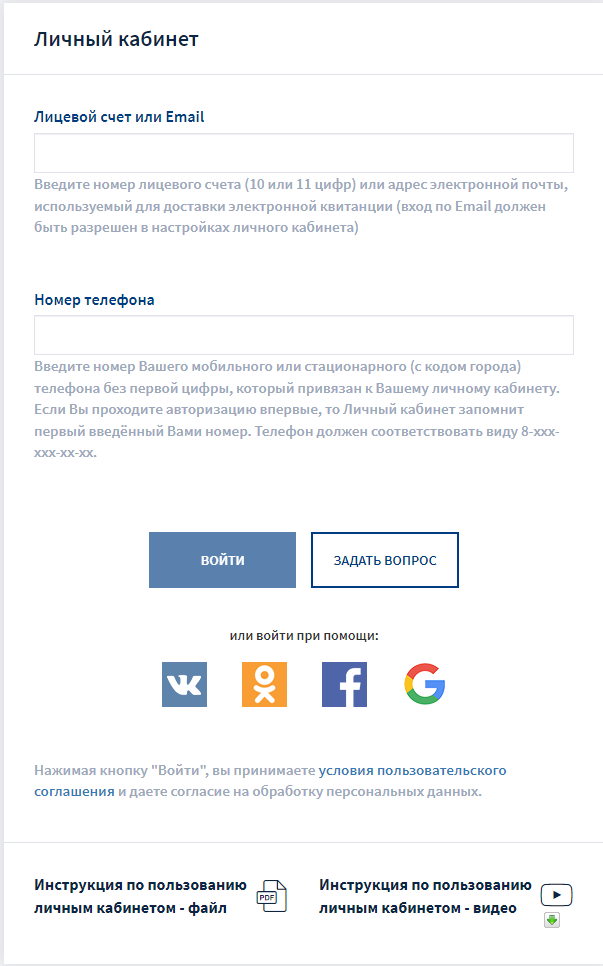 Личный кабинет
Лицевой счет или Email
Введите номер лицевого счета (10 или 11 цифр) или адрес электронной почты,
используемый для доставки электронной квитанции (вход по Email должен
быть разрешен в настройках личного кабинета)
Номер телефона
Введите номер Вашего мобильного или стационарного (с кодом города)
телефона без первой цифры, который привязан к Вашему личному кабинету.
Если Вы проходите авторизацию впервые, то Личный кабинет запомнит
первый введённый Вами номер. Телефон должен соответствовать виду 8-xxx-
xxx-xx-xx.
ВОЙТИ
ЗАДАТЬ ВОПРОС
или войти при помощи:
Нажимая кнопку "Войти", вы принимаете условия пользовательского
соглашения и даете согласие на обработку персональных данных.
Инструкция по пользованию
личным кабинетом - файл
PDF
Инструкция по пользованию
личным кабинетом - видео